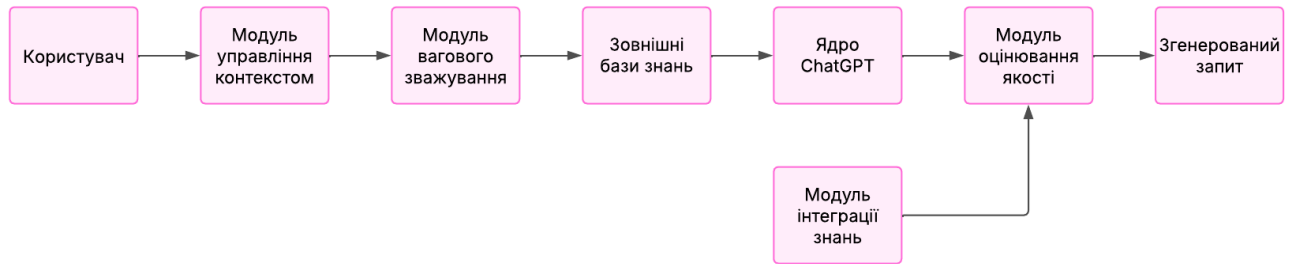 Користувач
Модуль
управління
контекстом
Модуль
вагового
зважування
Зовнішні
бази знань
Ядро
ChatGPT
Модуль
оцінювання
якості
Згенерований
запит
Модуль
інтеграції
знань